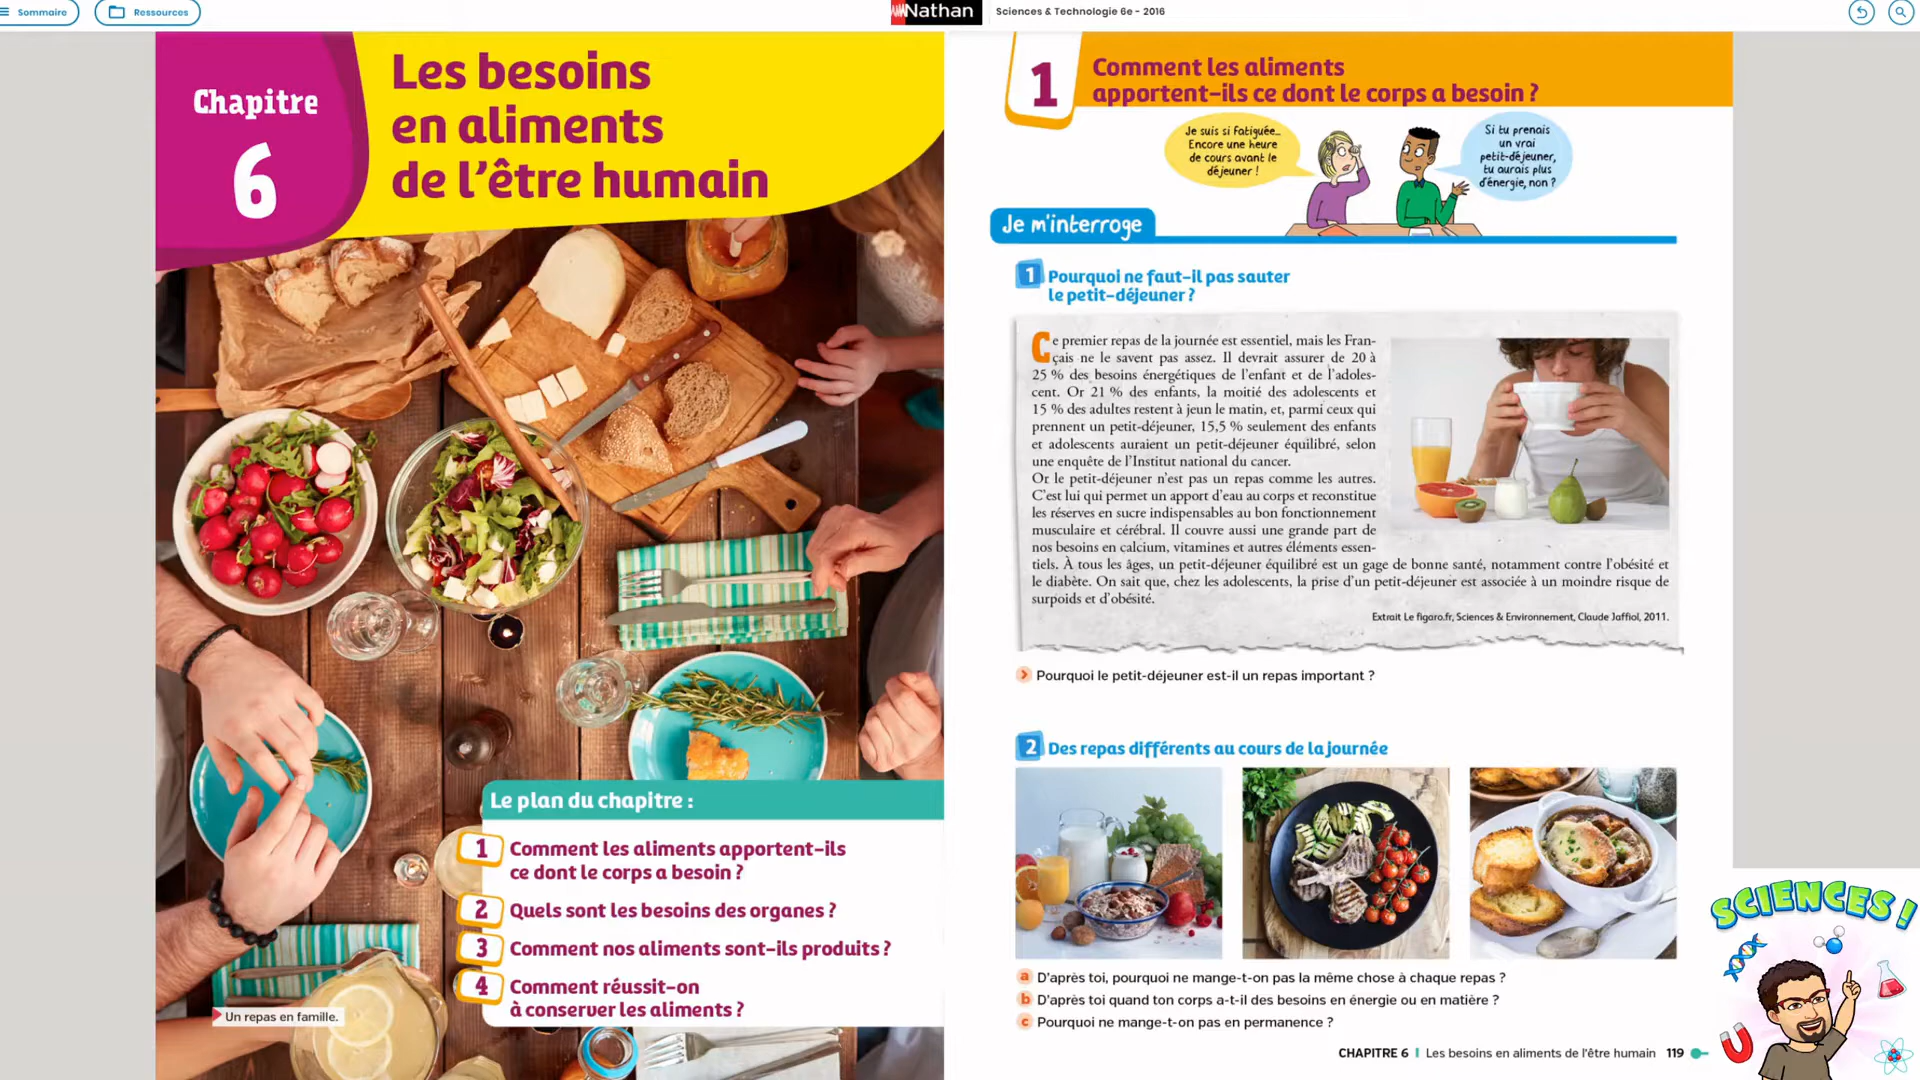 Sommaire
Ressources
Nathan
Sciences & Technologie 6e - 2016
Chapitre
6
Les besoins
en aliments
de l'être humain
Le plan du chapitre :
1 Comment les aliments apportent-ils
ce dont le corps a besoin ?
2 Quels sont les besoins des organes ?
3 Comment nos aliments sont-ils produits ?
4 Comment réussit-on
à conserver les aliments ?
Un repas en famille.
1
Comment les aliments
apportent-ils ce dont le corps a besoin ?
Je suis si fatiguée...
Encore une heure
de cours avant le
déjeuner !
Si tu prenais
un vrai
petit-déjeuner,
tu aurais plus
d'énergie, non ?
Je m'interroge
1 Pourquoi ne faut-il pas sauter
le petit-déjeuner ?
Ce premier repas de la journée est essentiel, mais les Fran-
çais ne le savent pas assez. Il devrait assurer de 20 à
25 % des besoins énergétiques de l'enfant et de l'adoles-
cent. Or 21 % des enfants, la moitié des adolescents et
15 % des adultes restent à jeun le matin, et, parmi ceux qui
prennent un petit-déjeuner, 15,5 % seulement des enfants
et adolescents auraient un petit-déjeuner équilibré, selon
une enquête de l'Institut national du cancer.
Or le petit-déjeuner n'est pas un repas comme les autres.
C'est lui qui permet un apport d'eau au corps et reconstitue
les réserves en sucre indispensables au bon fonctionnement
musculaire et cérébral. Il couvre aussi une grande part de
nos besoins en calcium, vitamines et autres éléments essen-
tiels. À tous les âges, un petit-déjeuner équilibré est un gage de bonne santé, notamment contre l'obésité et
le diabète. On sait que, chez les adolescents, la prise d'un petit-déjeuner est associée à un moindre risque de
surpoids et d'obésité.
Extrait Le figaro.fr, Sciences & Environnement, Claude Jaffiol, 2011.
Pourquoi le petit-déjeuner est-il un repas important ?
2 Des repas différents au cours de la journée
a D'après toi, pourquoi ne mange-t-on pas la même chose à chaque repas ?
b D'après toi quand ton corps a-t-il des besoins en énergie ou en matière ?
c Pourquoi ne mange-t-on pas en permanence ?
CHAPITRE 6 | Les besoins en aliments de l'être humain 119
SCIENCES !